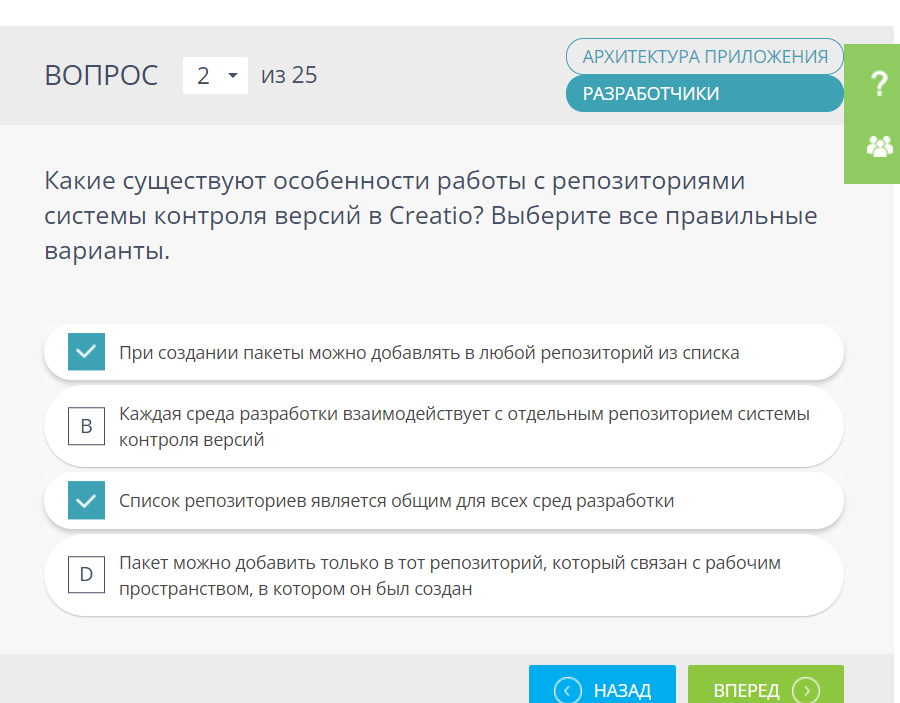 ВОПРОС 2 из 25
АРХИТЕКТУРА ПРИЛОЖЕНИЯ
РАЗРАБОТЧИКИ
?
Какие существуют особенности работы с репозиториями
системы контроля версий в Creatio? Выберите все правильные
варианты.
При создании пакеты можно добавлять в любой репозиторий из списка
B
Каждая среда разработки взаимодействует с отдельным репозиторием системы
контроля версий
Список репозиториев является общим для всех сред разработки
D
Пакет можно добавить только в тот репозиторий, который связан с рабочим
пространством, в котором он был создан
НАЗАД
ВПЕРЕД